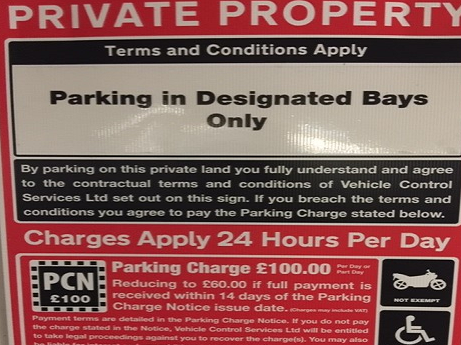 PRIVATE PROPERTY
Terms and Conditions Apply
Parking in Designated Bays
Only
By parking on this private land you fully understand and agree
to the contractual terms and conditions of Vehicle Control
Services Ltd set out on this sign. If you breach the terms and
conditions you agree to pay the Parking Charge stated below.
Charges Apply 24 Hours Per Day
PCN
£100
Parking Charge £100.00 Per Day or
Part Day
Reducing to £60.00 if full payment is
received within 14 days of the Parking
Charge Notice issue date. (Charges may include VAT)
NOT EXEMPT
Payment terms are detailed in the Parking Charge Notice. If you do not pay
the charge stated in the Notice, Vehicle Control Services Ltd will be entitled
to take legal proceedings against you to recover the charge(s). You may also